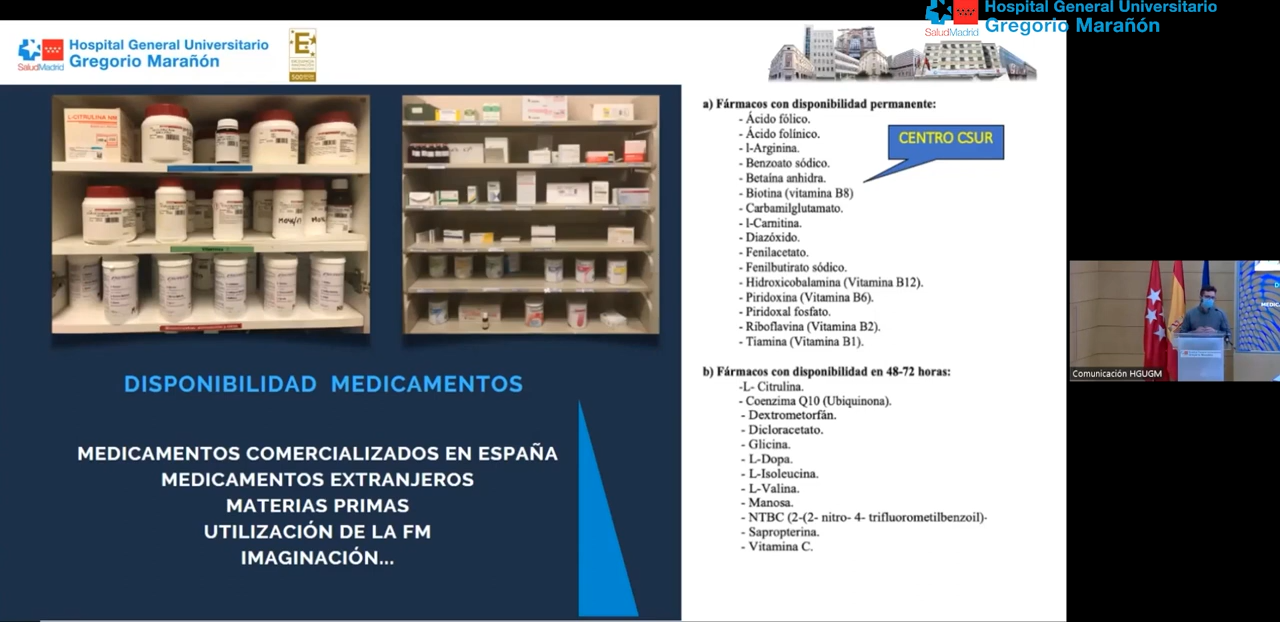 Hospital General Universitario
Gregorio Marañón
SaludMadrid
Hospital General Universitario
Gregorio Marañón
SaludMadrid
E
500
L-CITRULINA NM
DISPONIBILIDAD MEDICAMENTOS
MEDICAMENTOS COMERCIALIZADOS EN ESPAÑA
MEDICAMENTOS EXTRANJEROS
MATERIAS PRIMAS
UTILIZACIÓN DE LA FM
IMAGINACIÓN...
a) Fármacos con disponibilidad permanente:
- Ácido fólico.
- Ácido folínico.
- l-Arginina.
- Benzoato sódico.
- Betaína anhidra.
- Biotina (vitamina B8)
- Carbamilglutamato.
- l-Carnitina.
- Diazóxido.
- Fenilacetato.
- Fenilbutirato sódico.
- Hidroxicobalamina (Vitamina B12).
- Piridoxina (Vitamina B6).
- Piridoxal fosfato.
- Riboflavina (Vitamina B2).
- Tiamina (Vitamina B1).
CENTRO CSUR
b) Fármacos con disponibilidad en 48-72 horas:
-L- Citrulina.
- Coenzima Q10 (Ubiquinona).
- Dextrometorfán.
- Dicloracetato.
- Glicina.
- L-Dopa.
- L-Isoleucina.
- L-Valina.
- Manosa.
- NTBC (2-(2- nitro- 4- trifluorometilbenzoil)-
- Sapropterina.
- Vitamina C.
Comunicación HGUGM